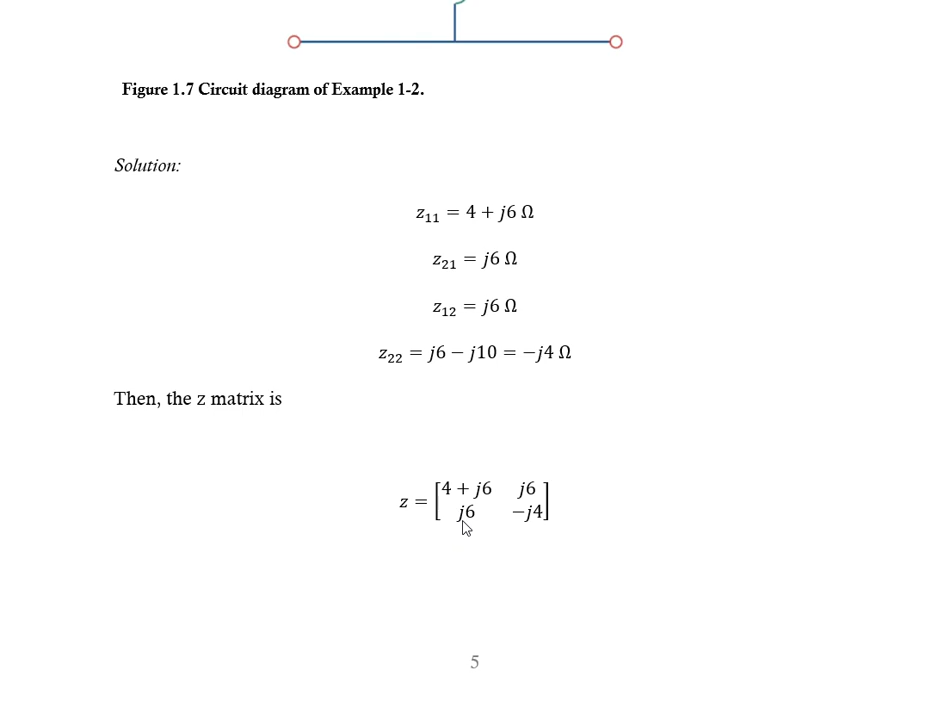 Figure 1.7 Circuit diagram of Example 1-2.
Solution:
z₁₁ = 4 + j6 Ω
z₂₁ = j6 Ω
z₁₂ = j6 Ω
z₂₂ = j6 − j10 = −j4 Ω
Then, the z matrix is
z = [4 + j6 j6
j6 −j4]
5